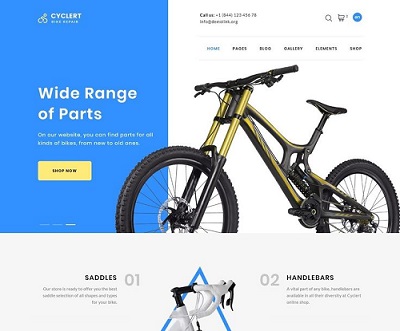 CYCLERT
BIKE REPAIR
Call us: +1 (844) 123 456 78
info@demolink.org
HOME PAGES BLOG GALLERY ELEMENTS SHOP
Wide Range
of Parts
On our website, you can find parts for all
kinds of bikes, from new to old ones.
SHOP NOW
SADDLES
01
Our store is ready to offer you the best
saddle selection of all shapes and types
for your bike.
02
HANDLEBARS
A vital part of any bike, handlebars are
available in all their diversity at Cyclert
online shop.